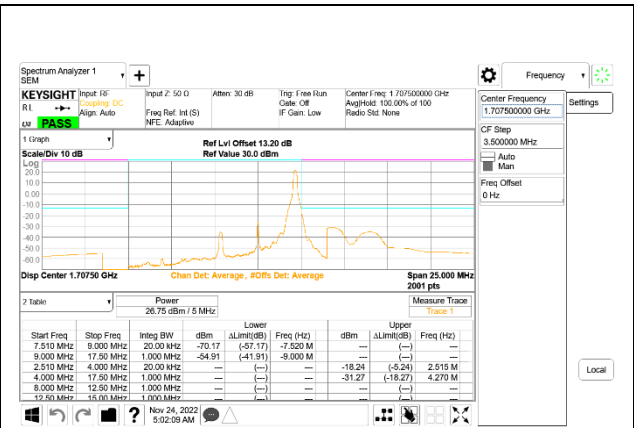 Spectrum Analyzer 1
SEM
+
Frequency
KEYSIGHT Input: RF Input Z: 50 Ω Atten: 30 dB Trig: Free Run Center Freq: 1.707500000 GHz
RL Coupling: DC Gate: Off Avg|Hold: 100.00% of 100
Align: Auto Freq Ref: Int (S) IF Gain: Low Radio Std: None
PASS NFE: Adaptive
Center Frequency
1.707500000 GHz
Settings
CF Step
3.500000 MHz
Auto
Man
Freq Offset
0 Hz
1 Graph
Ref Lvl Offset 13.20 dB
Scale/Div 10 dB Ref Value 30.0 dBm
Log
20.0
10.0
0.00
-10.0
-20.0
-30.0
-40.0
-50.0
-60.0
Disp Center 1.70750 GHz Chan Det: Average, #Offs Det: Average Span 25.000 MHz
2001 pts
2 Table Power Measure Trace
26.75 dBm / 5 MHz Trace 1
Lower Upper
Start Freq Stop Freq Integ BW dBm ΔLimit(dB) Freq (Hz) dBm ΔLimit(dB) Freq (Hz)
7.510 MHz 9.000 MHz 20.00 kHz -70.17 (-57.17) -7.520 M --- (---) ---
9.000 MHz 17.50 MHz 1.000 MHz -54.91 (-41.91) -9.000 M --- (---) ---
2.510 MHz 4.000 MHz 20.00 kHz --- (---) --- -18.24 (-5.24) 2.515 M
4.000 MHz 17.50 MHz 1.000 MHz --- (---) --- -31.27 (-18.27) 4.270 M
8.000 MHz 12.50 MHz 1.000 MHz --- (---) --- --- (---) ---
12.50 MHz 15.00 MHz 1.000 MHz --- (---) --- --- (---) ---
Local
? Nov 24, 2022
5:02:09 AM